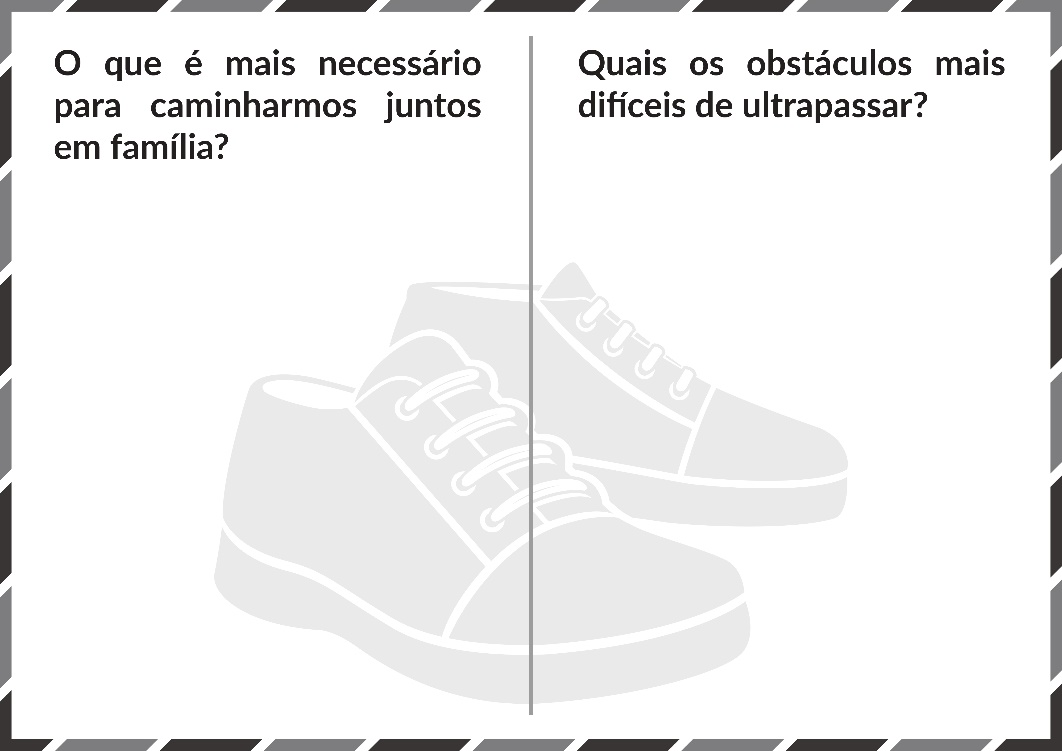 O que é mais necessário
para caminharmos juntos
em família?
Quais os obstáculos mais
difíceis de ultrapassar?